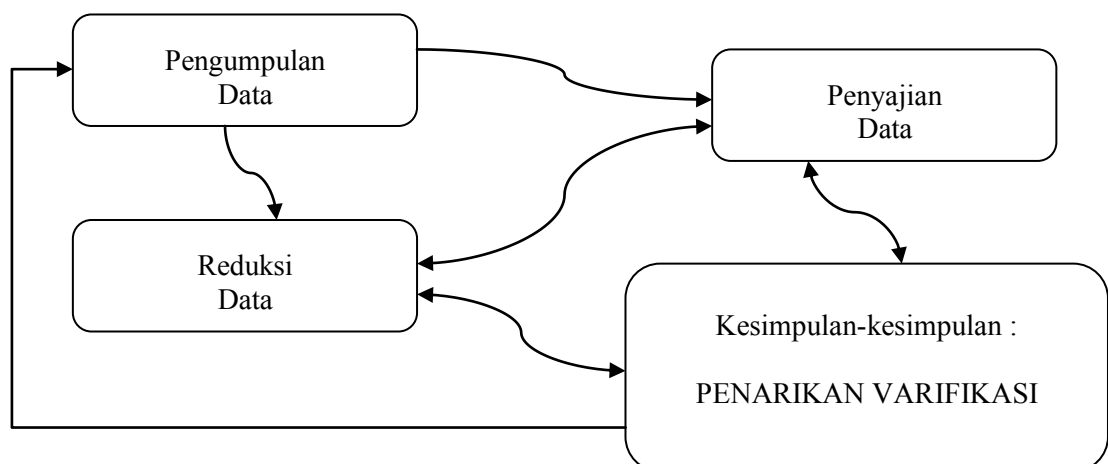 Pengumpulan
Data
Penyajian
Data
Reduksi
Data
Kesimpulan-kesimpulan :
PENARIKAN VARIFIKASI